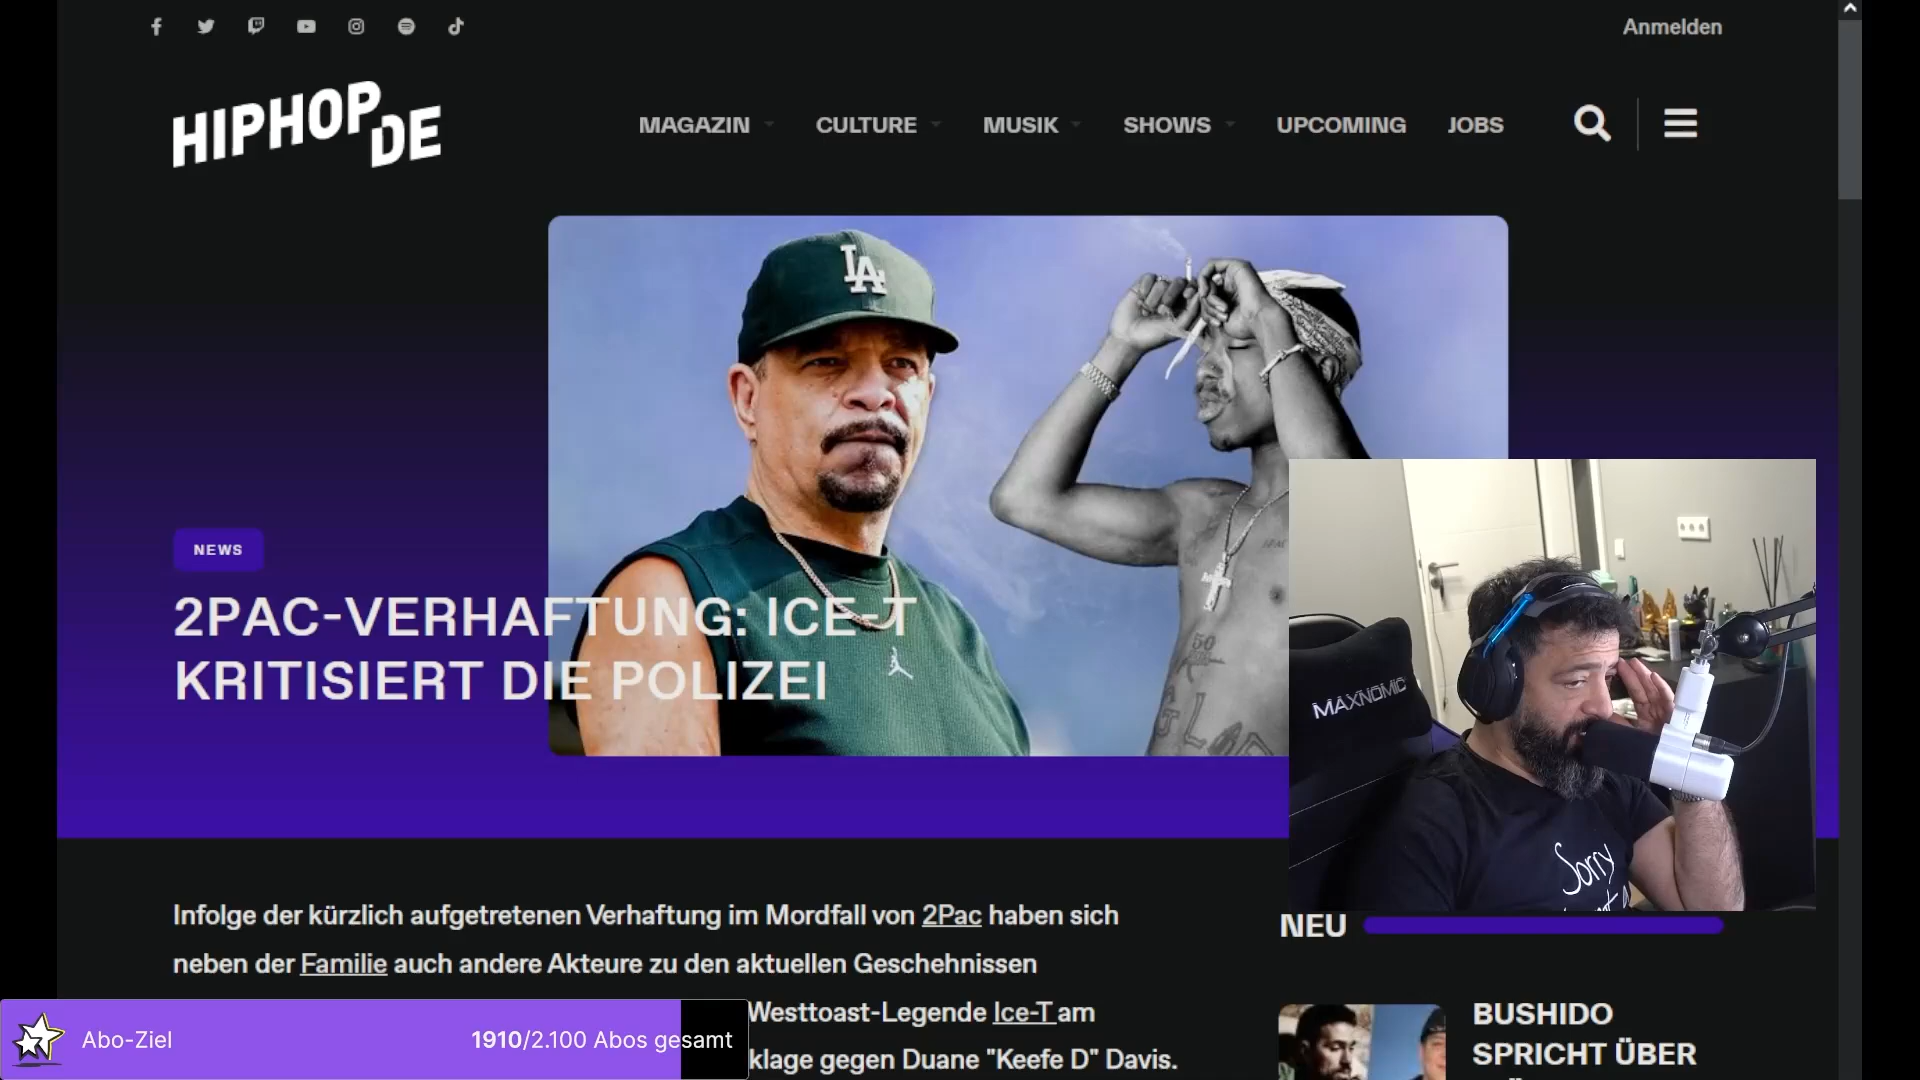 Anmelden
HIPHOP.DE
MAGAZIN
CULTURE
MUSIK
SHOWS
UPCOMING
JOBS
LA
NEWS
2PAC-VERHAFTUNG: ICE-T
KRITISIERT DIE POLIZEI
50
MAXNOMIC
Sorry
Infolge der kürzlich aufgetretenen Verhaftung im Mordfall von 2Pac haben sich
neben der Familie auch andere Akteure zu den aktuellen Geschehnissen
Westtoast-Legende Ice-T am
klage gegen Duane "Keefe D" Davis.
Abo-Ziel
1910/2.100 Abos gesamt
NEU
BUSHIDO
SPRICHT ÜBER